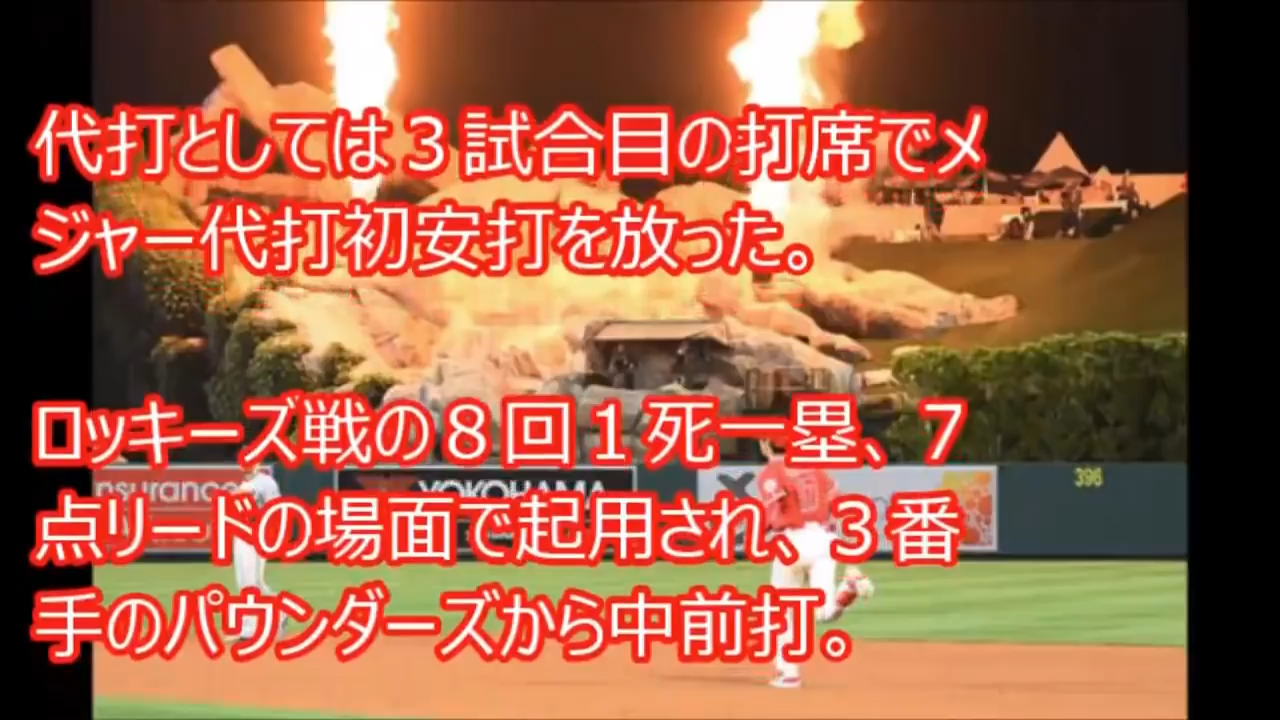 代打としては３試合目の打席でメ
ジャー代打初安打を放った。
ロッキーズ戦の８回１死一塁、７
点リードの場面で起用され、３番
手のパウンダーズから中前打。
nsurance
YOKOHAMA
396